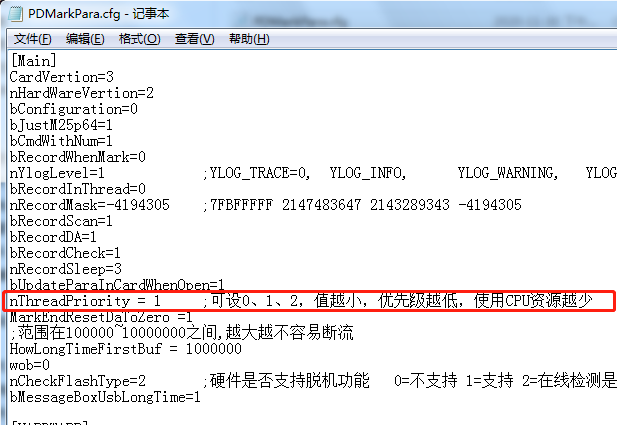 PDMarkPara.cfg - 记事本
文件(F) 编辑(E) 格式(O) 查看(V) 帮助(H)
[Main]
CardVertion=3
nHardWareVertion=2
bConfiguration=0
bJustM25p64=1
bCmdWithNum=1
bRecordWhenMark=0
nYlogLevel=1 ;YLOG_TRACE=0, YLOG_INFO, YLOG_WARNING, YLOG
bRecordInThread=0
nRecordMask=-4194305 ;7FBFFFFF 2147483647 2143289343 -4194305
bRecordScan=1
bRecordDA=1
bRecordCheck=1
nRecordSleep=3
bUpdateParaInCardWhenOpen=1
nThreadPriority = 1 ;可设0、1、2，值越小，优先级越低，使用CPU资源越少
MarkEndResetDaToZero =1
;范围在100000~10000000之间,越大越不容易断流
HowLongTimeFirstBuf = 1000000
wob=0
nCheckFlashType=2 ;硬件是否支持脱机功能 0=不支持 1=支持 2=在线检测是
bMessageBoxUsbLongTime=1